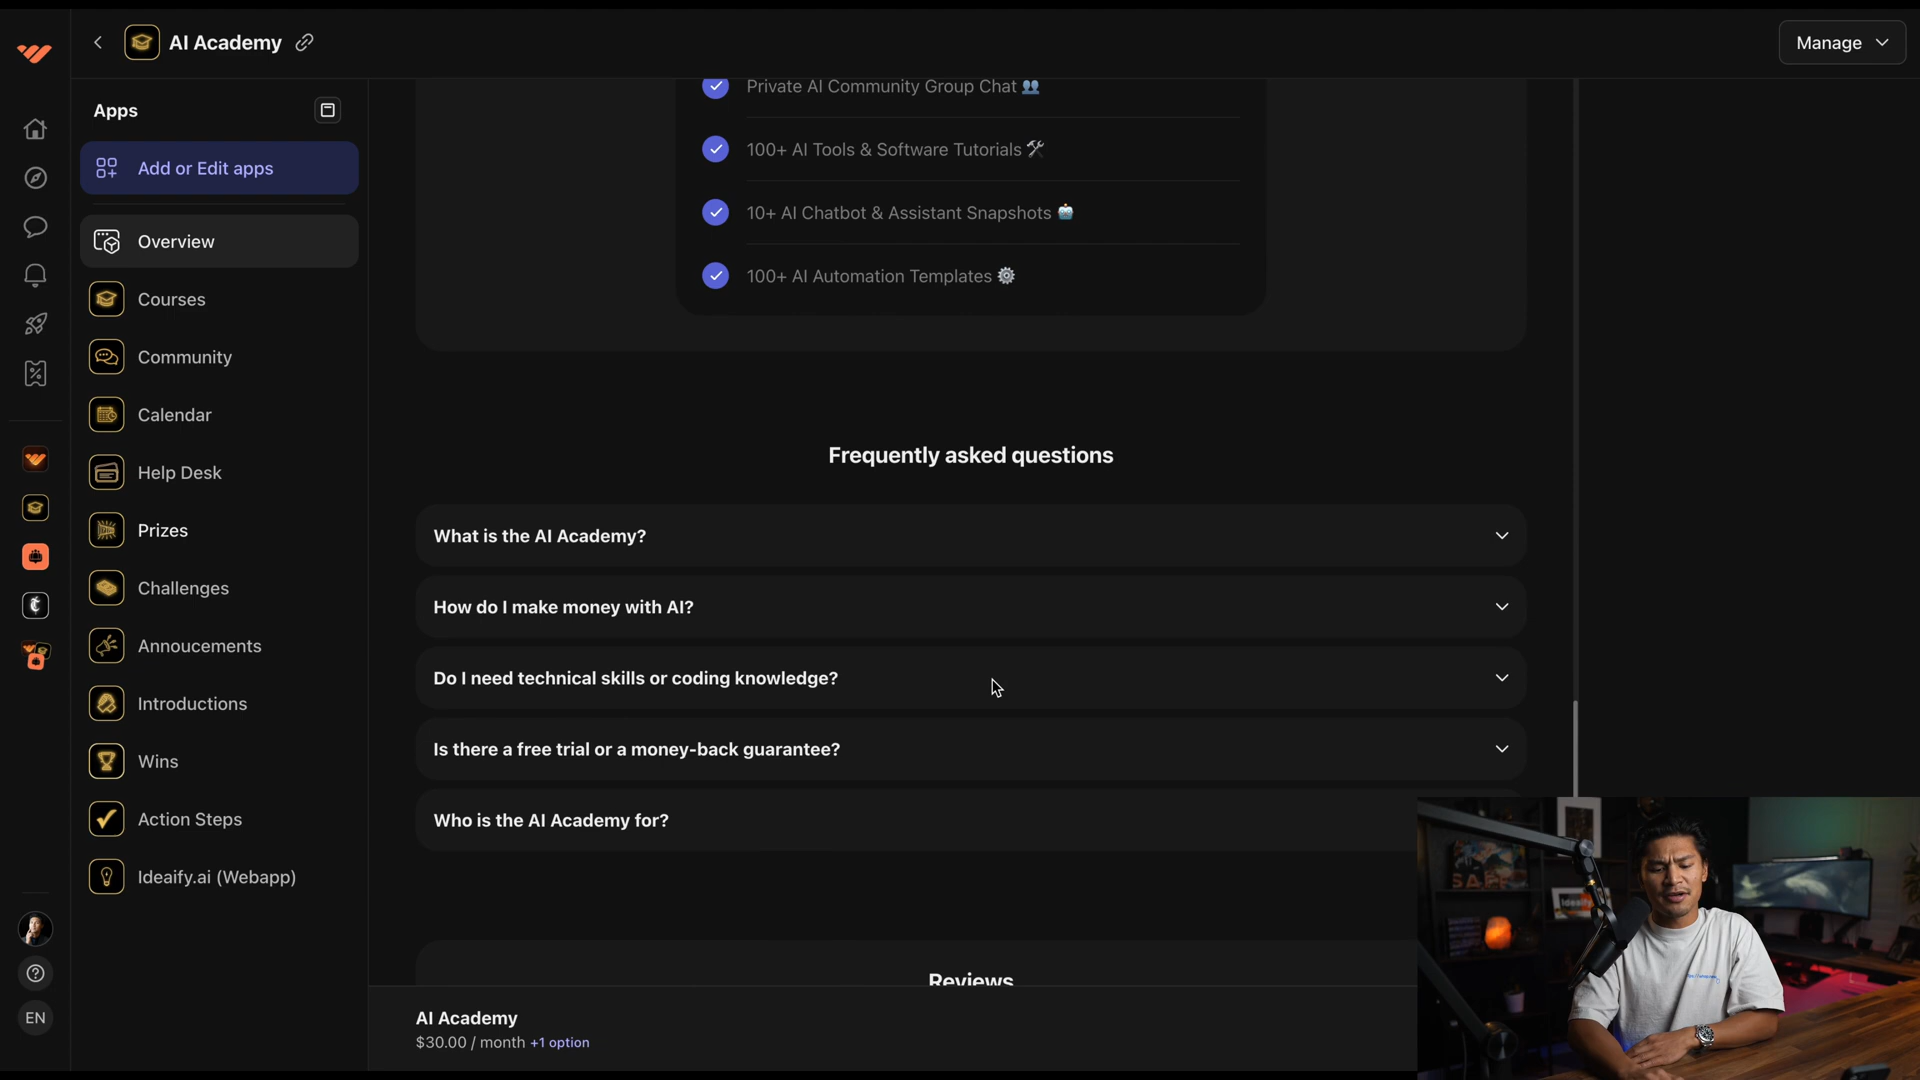 AI Academy
Manage
Apps
Add or Edit apps
Overview
Courses
Community
Calendar
Help Desk
Prizes
Challenges
Annoucements
Introductions
Wins
Action Steps
Ideaify.ai (Webapp)
EN
Private AI Community Group Chat 👥
100+ AI Tools & Software Tutorials 🛠
10+ AI Chatbot & Assistant Snapshots 🤖
100+ AI Automation Templates ⚙️
Frequently asked questions
What is the AI Academy?
How do I make money with AI?
Do I need technical skills or coding knowledge?
Is there a free trial or a money-back guarantee?
Who is the AI Academy for?
Reviews
AI Academy
$30.00 / month +1 option